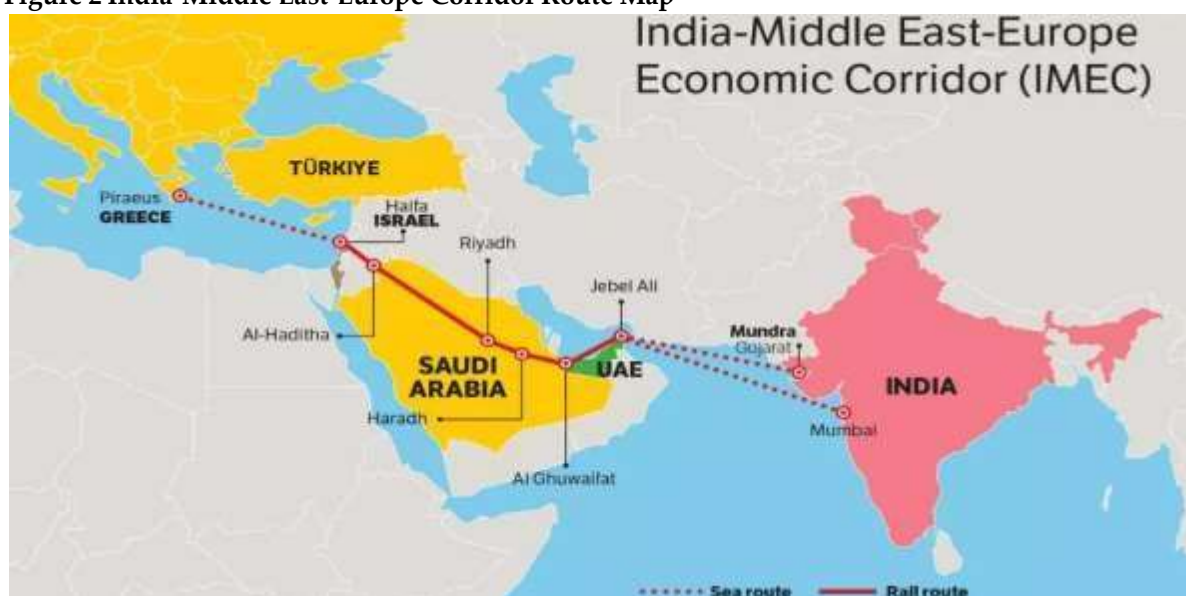 Figure 2 India-Middle East-Europe Corridor Route Map
India-Middle East-Europe
Economic Corridor (IMEC)
TÜRKIYE
Piraeus
GREECE
Haifa
ISRAEL
Riyadh
Jebel Ali
Al-Haditha
Mundra
Gujarat
SAUDI
ARABIA
UAE
INDIA
Haradh
Mumbai
Al Ghuwaifat
Sea route
Rail route